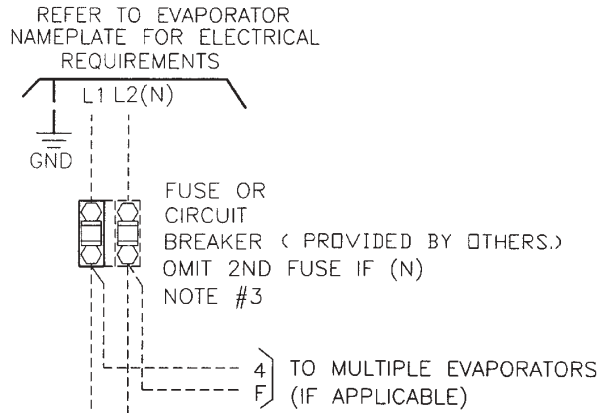 REFER TO EVAPORATOR
NAMEPLATE FOR ELECTRICAL
REQUIREMENTS
L1 L2(N)
GND
FUSE OR
CIRCUIT
BREAKER ( PROVIDED BY OTHERS.)
OMIT 2ND FUSE IF (N)
NOTE #3
4 TO MULTIPLE EVAPORATORS
F (IF APPLICABLE)